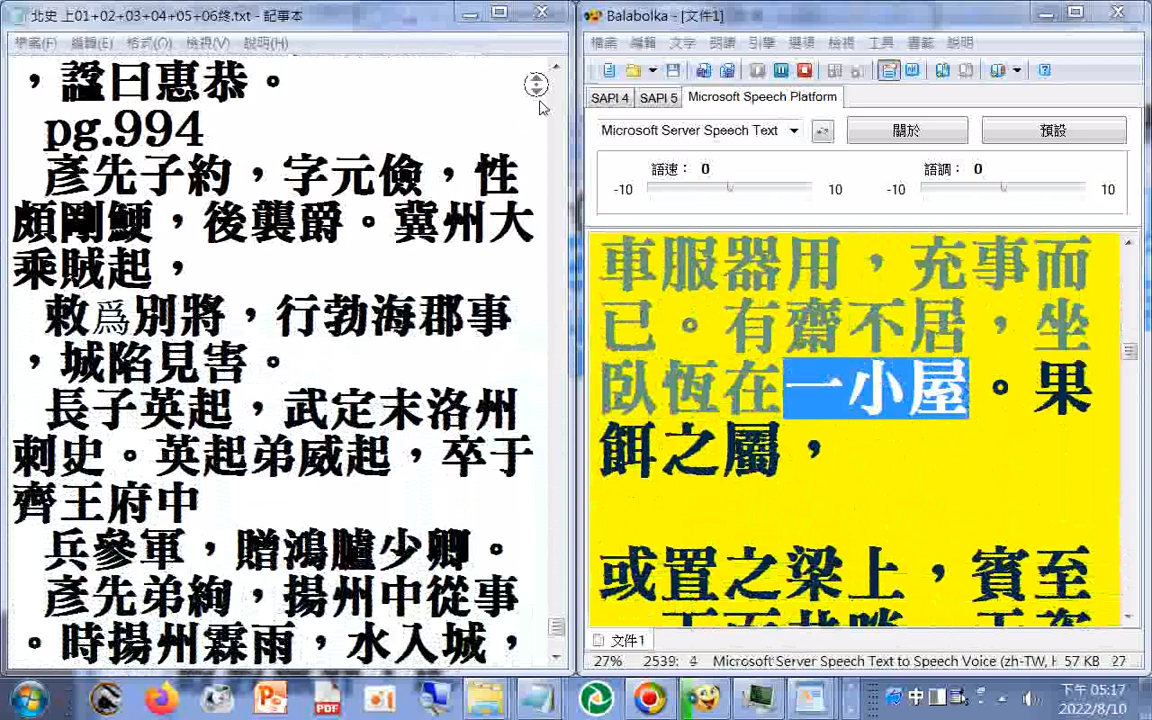 北史 上01+02+03+04+05+06终.txt - 記事本
檔案(F) 編輯(E) 格式(O) 檢視(V) 說明(H)
，諡曰惠恭。
pg.994
彥先子約，字元儉，性
頗剛鯁，後襲爵。冀州大
乘賊起，
敕爲別將，行勃海郡事
，城陷見害。
長子英起，武定末洛州
刺史。英起弟威起，卒于
齊王府中
兵參軍，贈鴻臚少卿。
彥先弟絢，揚州中從事
。時揚州霖雨，水入城，
Balabolka - [文件1]
檔案 編輯 文字 朗讀 引擎 選項 檢視 工具 書籤 說明
SAPI 4 SAPI 5 Microsoft Speech Platform
Microsoft Server Speech Text 關於 預設
語速： 0 語調： 0
-10 10 -10 10
車服器用，充事而
已。有齋不居，坐
臥恆在一小屋。果
餌之屬，
或置之梁上，賓至
文件1
27% 2539: 4 Microsoft Server Speech Text to Speech Voice (zh-TW, H 57 KB 27
PDF 中 下午 05:17
2022/8/10